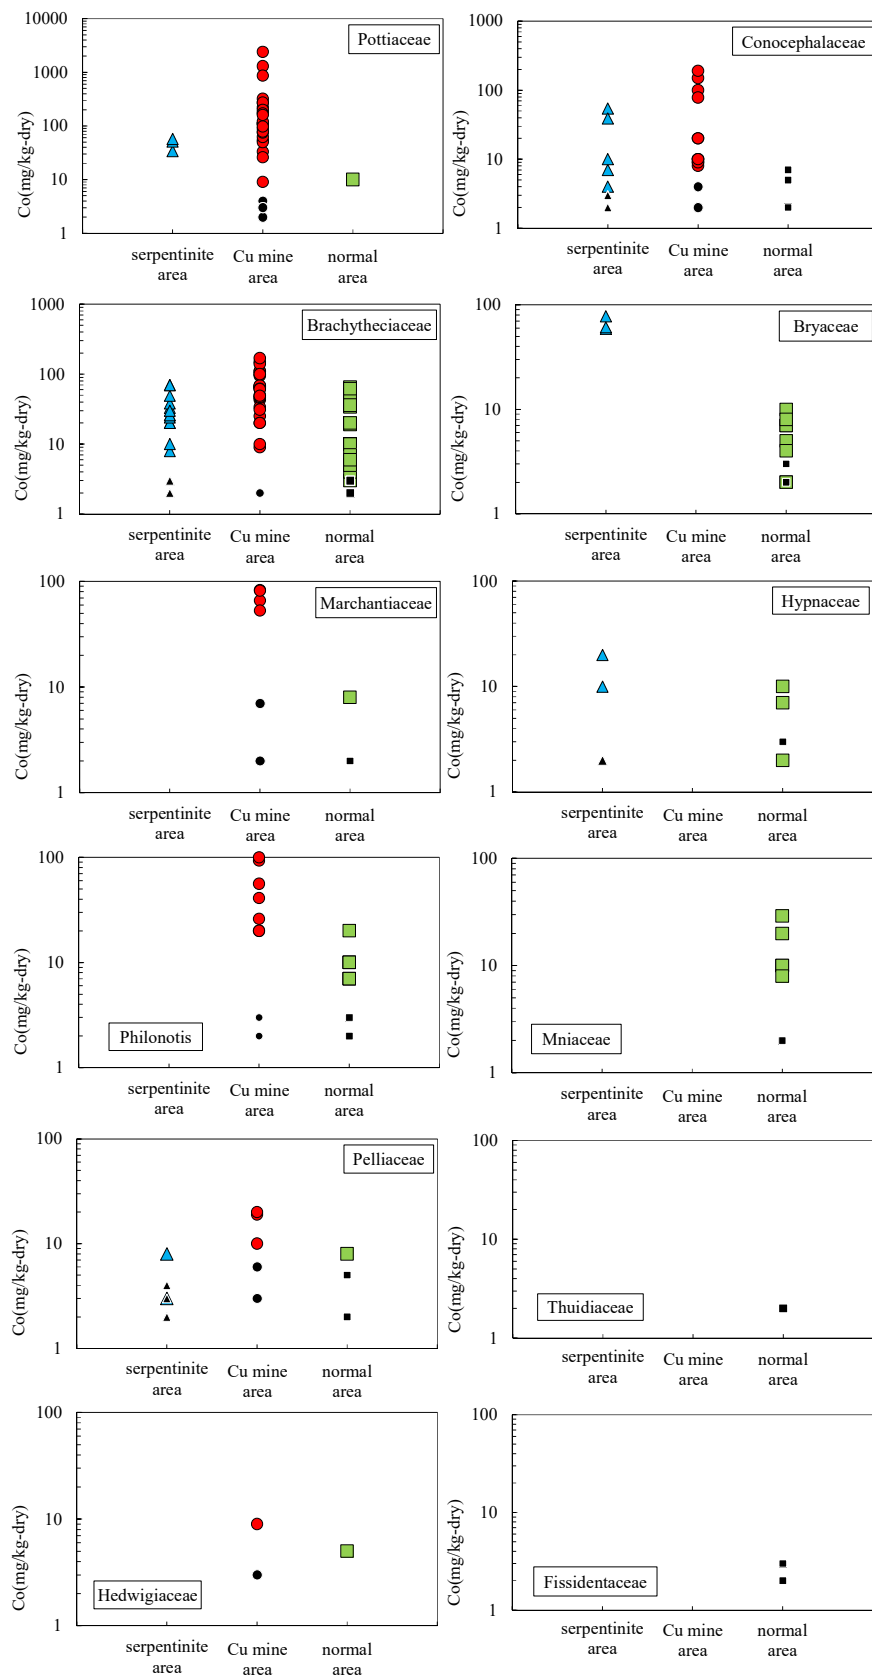 10000
1000
100
10
1
Co(mg/kg-dry)
Pottiaceae
serpentinite
area
Cu mine
area
normal
area
1000
100
10
1
Co(mg/kg-dry)
Conocephalaceae
serpentinite
area
Cu mine
area
normal
area
1000
100
10
1
Co(mg/kg-dry)
Brachytheciaceae
serpentinite
area
Cu mine
area
normal
area
100
10
1
Co(mg/kg-dry)
Bryaceae
serpentinite
area
Cu mine
area
normal
area
100
10
1
Co(mg/kg-dry)
Marchantiaceae
serpentinite
area
Cu mine
area
normal
area
100
10
1
Co(mg/kg-dry)
Hypnaceae
serpentinite
area
Cu mine
area
normal
area
100
10
1
Co(mg/kg-dry)
Philonotis
serpentinite
area
Cu mine
area
normal
area
100
10
1
Co(mg/kg-dry)
Mniaceae
serpentinite
area
Cu mine
area
normal
area
100
10
1
Co(mg/kg-dry)
Pelliaceae
serpentinite
area
Cu mine
area
normal
area
100
10
1
Co(mg/kg-dry)
Thuidiaceae
serpentinite
area
Cu mine
area
normal
area
100
10
1
Co(mg/kg-dry)
Hedwigiaceae
serpentinite
area
Cu mine
area
normal
area
100
10
1
Co(mg/kg-dry)
Fissidentaceae
serpentinite
area
Cu mine
area
normal
area